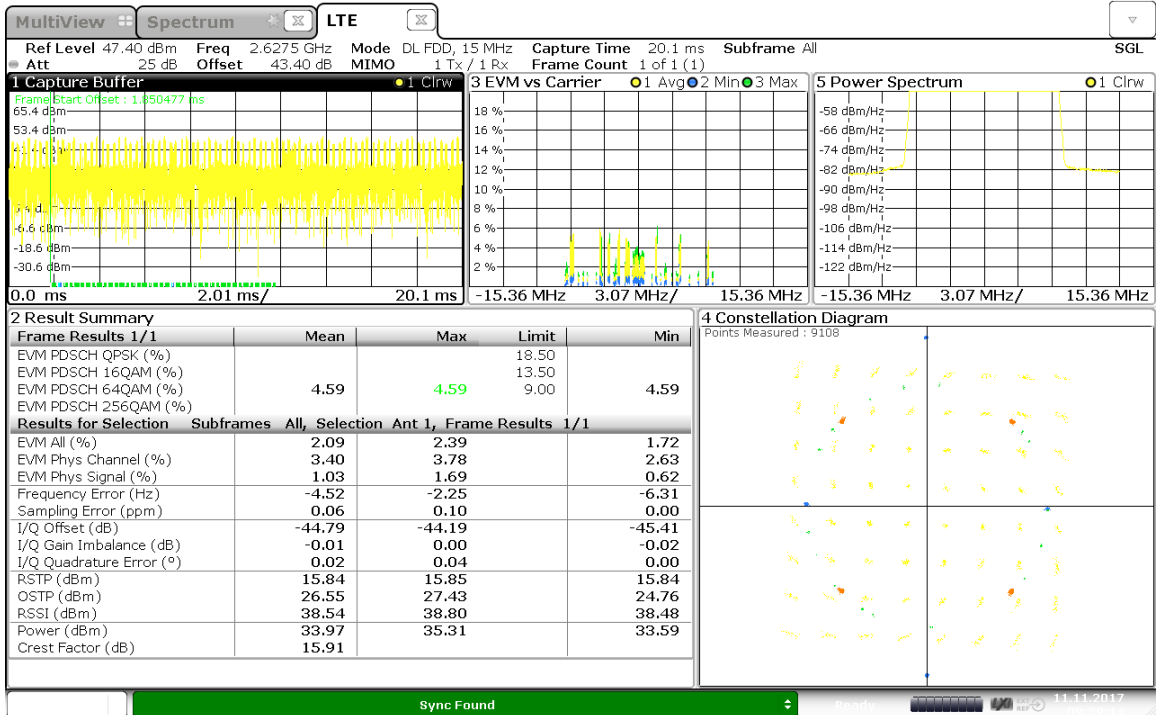 MultiView Spectrum LTE
Ref Level 47.40 dBm Freq 2.6275 GHz Mode DL FDD, 15 MHz Capture Time 20.1 ms Subframe All SGL
Att 25 dB Offset 43.40 dB MIMO 1 Tx / 1 Rx Frame Count 1 of 1 (1)
1 Capture Buffer 1 Clrw
Frame Start Offset : 1.850477 ms
65.4 dBm
53.4 dBm
-6.6 dBm
-18.6 dBm
-30.6 dBm
0.0 ms 2.01 ms/ 20.1 ms
3 EVM vs Carrier 1 Avg 2 Min 3 Max
18 %
16 %
14 %
12 %
10 %
8 %
6 %
4 %
2 %
-15.36 MHz 3.07 MHz/ 15.36 MHz
5 Power Spectrum 1 Clrw
-58 dBm/Hz
-66 dBm/Hz
-74 dBm/Hz
-82 dBm/Hz
-90 dBm/Hz
-98 dBm/Hz
-106 dBm/Hz
-114 dBm/Hz
-122 dBm/Hz
-15.36 MHz 3.07 MHz/ 15.36 MHz
2 Result Summary
Frame Results 1/1 Mean Max Limit Min
EVM PDSCH QPSK (%) 18.50
EVM PDSCH 16QAM (%) 13.50
EVM PDSCH 64QAM (%) 4.59 4.59 9.00 4.59
EVM PDSCH 256QAM (%)
Results for Selection Subframes All, Selection Ant 1, Frame Results 1/1
EVM All (%) 2.09 2.39 1.72
EVM Phys Channel (%) 3.40 3.78 2.63
EVM Phys Signal (%) 1.03 1.69 0.62
Frequency Error (Hz) -4.52 -2.25 -6.31
Sampling Error (ppm) 0.06 0.10 0.00
I/Q Offset (dB) -44.79 -44.19 -45.41
I/Q Gain Imbalance (dB) -0.01 0.00 -0.02
I/Q Quadrature Error (º) 0.02 0.04 0.00
RSTP (dBm) 15.84 15.85 15.84
OSTP (dBm) 26.55 27.43 24.76
RSSI (dBm) 38.54 38.80 38.48
Power (dBm) 33.97 35.31 33.59
Crest Factor (dB) 15.91
4 Constellation Diagram
Points Measured : 9108
Sync Found
Ready
LXI
EXT
REF
11.11.2017